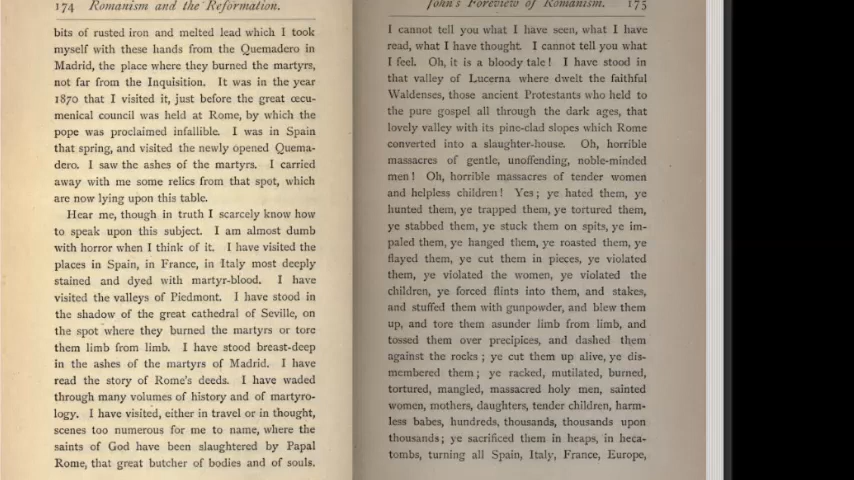 174 Romanism and the Reformation.
bits of rusted iron and melted lead which I took
myself with these hands from the Quemadero in
Madrid, the place where they burned the martyrs,
not far from the Inquisition. It was in the year
1870 that I visited it, just before the great œcu-
menical council was held at Rome, by which the
pope was proclaimed infallible. I was in Spain
that spring, and visited the newly opened Quema-
dero. I saw the ashes of the martyrs. I carried
away with me some relics from that spot, which
are now lying upon this table.
Hear me, though in truth I scarcely know how
to speak upon this subject. I am almost dumb
with horror when I think of it. I have visited the
places in Spain, in France, in Italy most deeply
stained and dyed with martyr-blood. I have
visited the valleys of Piedmont. I have stood in
the shadow of the great cathedral of Seville, on
the spot where they burned the martyrs or tore
them limb from limb. I have stood breast-deep
in the ashes of the martyrs of Madrid. I have
read the story of Rome's deeds. I have waded
through many volumes of history and of martyro-
logy. I have visited, either in travel or in thought,
scenes too numerous for me to name, where the
saints of God have been slaughtered by Papal
Rome, that great butcher of bodies and of souls.
John's Foreview of Romanism. 175
I cannot tell you what I have seen, what I have
read, what I have thought. I cannot tell you what
I feel. Oh, it is a bloody tale! I have stood in
that valley of Lucerna where dwelt the faithful
Waldenses, those ancient Protestants who held to
the pure gospel all through the dark ages, that
lovely valley with its pine-clad slopes which Rome
converted into a slaughter-house. Oh, horrible
massacres of gentle, unoffending, noble-minded
men! Oh, horrible massacres of tender women
and helpless children! Yes; ye hated them, ye
hunted them, ye trapped them, ye tortured them,
ye stabbed them, ye stuck them on spits, ye im-
paled them, ye hanged them, ye roasted them, ye
flayed them, ye cut them in pieces, ye violated
them, ye violated the women, ye violated the
children, ye forced flints into them, and stakes,
and stuffed them with gunpowder, and blew them
up, and tore them asunder limb from limb, and
tossed them over precipices, and dashed them
against the rocks; ye cut them up alive, ye dis-
membered them; ye racked, mutilated, burned,
tortured, mangled, massacred holy men, sainted
women, mothers, daughters, tender children, harm-
less babes, hundreds, thousands, thousands upon
thousands; ye sacrificed them in heaps, in heca-
tombs, turning all Spain, Italy, France, Europe,